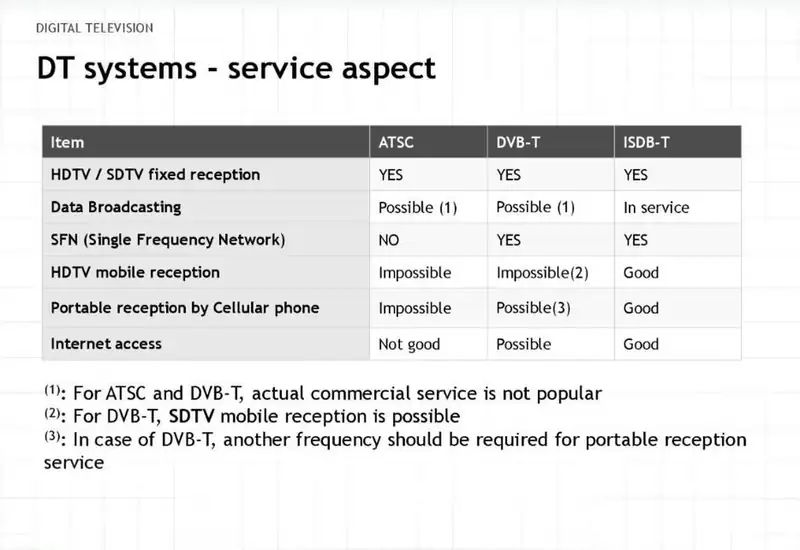 DIGITAL TELEVISION
DT systems - service aspect
Item ATSC DVB-T ISDB-T
HDTV / SDTV fixed reception YES YES YES
Data Broadcasting Possible (1) Possible (1) In service
SFN (Single Frequency Network) NO YES YES
HDTV mobile reception Impossible Impossible(2) Good
Portable reception by Cellular phone Impossible Possible(3) Good
Internet access Not good Possible Good
(1): For ATSC and DVB-T, actual commercial service is not popular
(2): For DVB-T, SDTV mobile reception is possible
(3): In case of DVB-T, another frequency should be required for portable reception
service